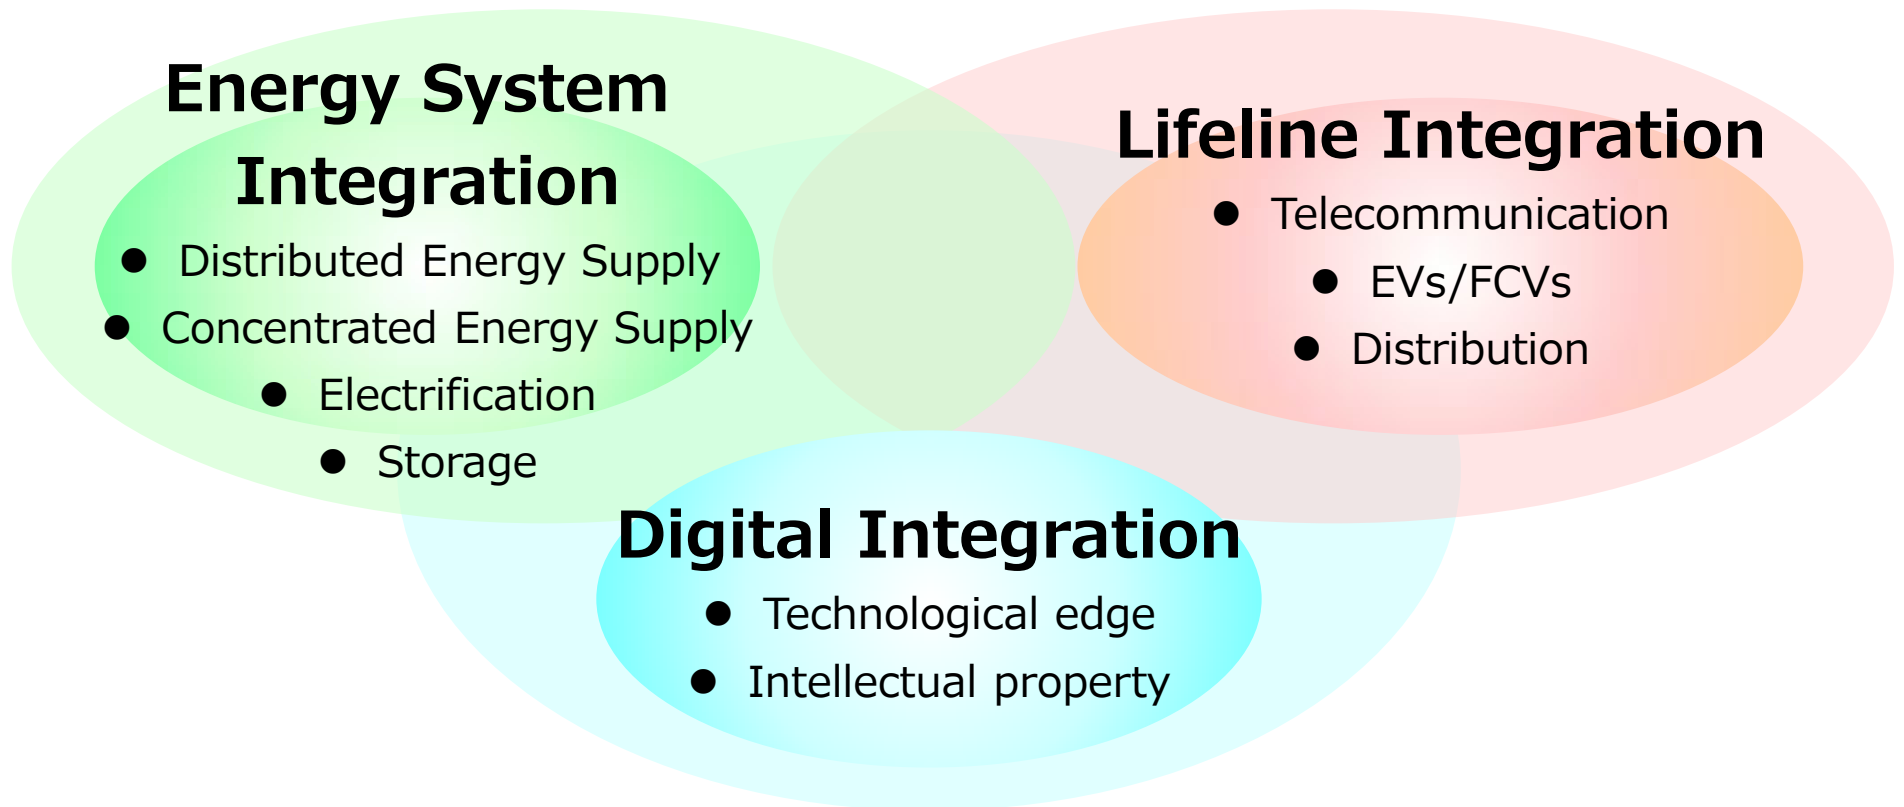 Energy System
Integration
● Distributed Energy Supply
● Concentrated Energy Supply
● Electrification
● Storage
Lifeline Integration
● Telecommunication
● EVs/FCVs
● Distribution
Digital Integration
● Technological edge
● Intellectual property